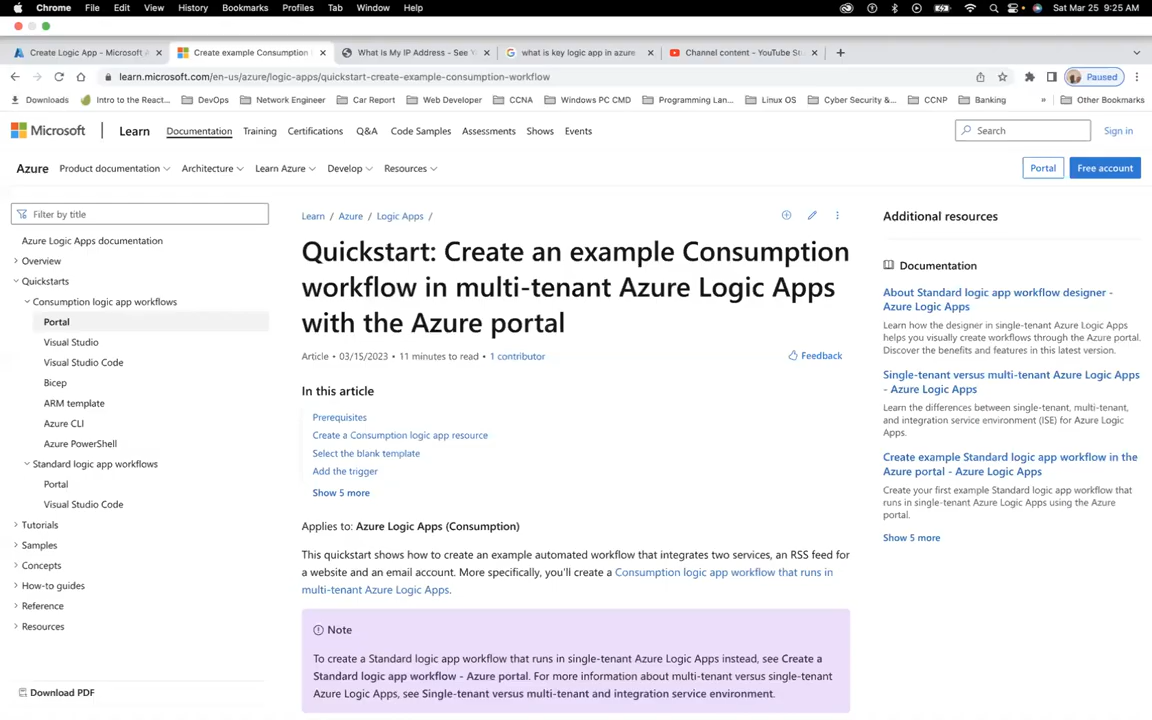 Chrome File Edit View History Bookmarks Profiles Tab Window Help Sat Mar 25 9:25 AM
Create Logic App - Microsoft A Create example Consumption What Is My IP Address - See Y what is key logic app in azure YouTube Channel content - YouTube St
learn.microsoft.com/en-us/azure/logic-apps/quickstart-create-example-consumption-workflow Paused
Downloads Intro to the React... DevOps Network Engineer Car Report Web Developer CCNA Windows PC CMD Programming Lan... Linux OS Cyber Security &... CCNP Banking » Other Bookmarks
Microsoft Learn Documentation Training Certifications Q&A Code Samples Assessments Shows Events Search Sign in
Azure Product documentation Architecture Learn Azure Develop Resources Portal Free account
Filter by title
Azure Logic Apps documentation
Overview
Quickstarts
Consumption logic app workflows
Portal
Visual Studio
Visual Studio Code
Bicep
ARM template
Azure CLI
Azure PowerShell
Standard logic app workflows
Portal
Visual Studio Code
Tutorials
Samples
Concepts
How-to guides
Reference
Resources
Download PDF
Learn / Azure / Logic Apps /
Quickstart: Create an example Consumption
workflow in multi-tenant Azure Logic Apps
with the Azure portal
Article • 03/15/2023 • 11 minutes to read • 1 contributor Feedback
In this article
Prerequisites
Create a Consumption logic app resource
Select the blank template
Add the trigger
Show 5 more
Applies to: Azure Logic Apps (Consumption)
This quickstart shows how to create an example automated workflow that integrates two services, an RSS feed for
a website and an email account. More specifically, you'll create a Consumption logic app workflow that runs in
multi-tenant Azure Logic Apps.
Note
To create a Standard logic app workflow that runs in single-tenant Azure Logic Apps instead, see Create a
Standard logic app workflow - Azure portal. For more information about multi-tenant versus single-tenant
Azure Logic Apps, see Single-tenant versus multi-tenant and integration service environment.
Additional resources
Documentation
About Standard logic app workflow designer -
Azure Logic Apps
Learn how the designer in single-tenant Azure Logic Apps
helps you visually create workflows through the Azure portal.
Discover the benefits and features in this latest version.
Single-tenant versus multi-tenant Azure Logic Apps
- Azure Logic Apps
Learn the differences between single-tenant, multi-tenant,
and integration service environment (ISE) for Azure Logic
Apps.
Create example Standard logic app workflow in the
Azure portal - Azure Logic Apps
Create your first example Standard logic app workflow that
runs in single-tenant Azure Logic Apps using the Azure
portal.
Show 5 more